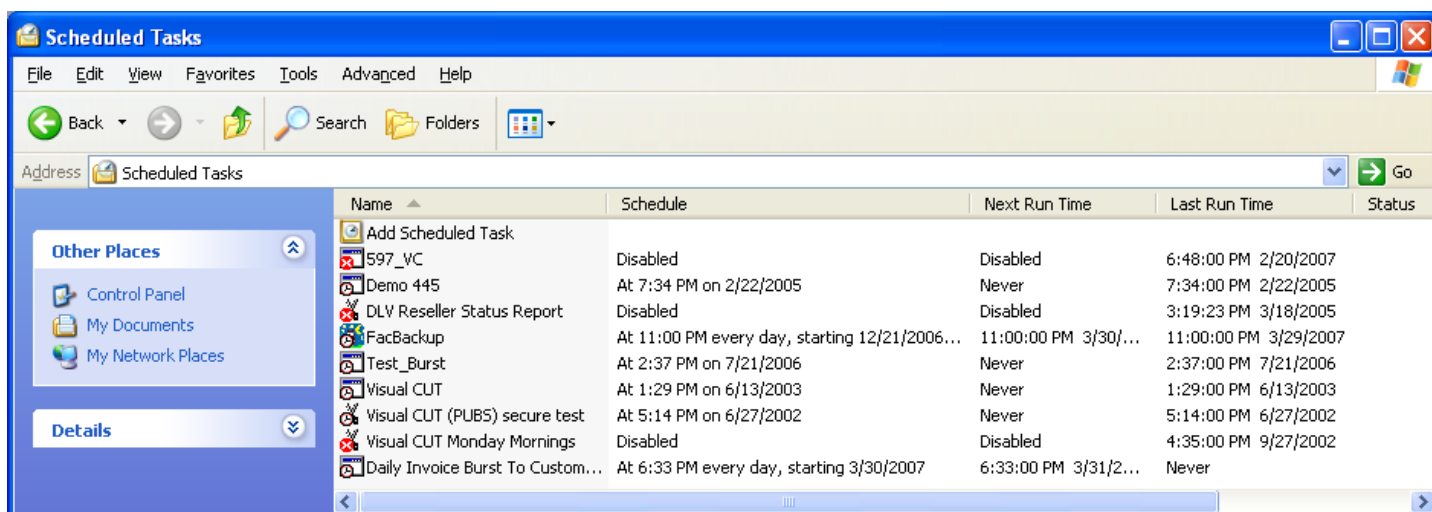 Scheduled Tasks
File Edit View Favorites Tools Advanced Help
Back Search Folders
Address Scheduled Tasks Go
Name Schedule Next Run Time Last Run Time Status
Other Places
Control Panel
My Documents
My Network Places
Details
Add Scheduled Task
597_VC Disabled Disabled 6:48:00 PM 2/20/2007
Demo 445 At 7:34 PM on 2/22/2005 Never 7:34:00 PM 2/22/2005
DLV Reseller Status Report Disabled Disabled 3:19:23 PM 3/18/2005
FacBackup At 11:00 PM every day, starting 12/21/2006... 11:00:00 PM 3/30/... 11:00:00 PM 3/29/2007
Test_Burst At 2:37 PM on 7/21/2006 Never 2:37:00 PM 7/21/2006
Visual CUT At 1:29 PM on 6/13/2003 Never 1:29:00 PM 6/13/2003
Visual CUT (PUBS) secure test At 5:14 PM on 6/27/2002 Never 5:14:00 PM 6/27/2002
Visual CUT Monday Mornings Disabled Disabled 4:35:00 PM 9/27/2002
Daily Invoice Burst To Custom... At 6:33 PM every day, starting 3/30/2007 6:33:00 PM 3/31/2... Never